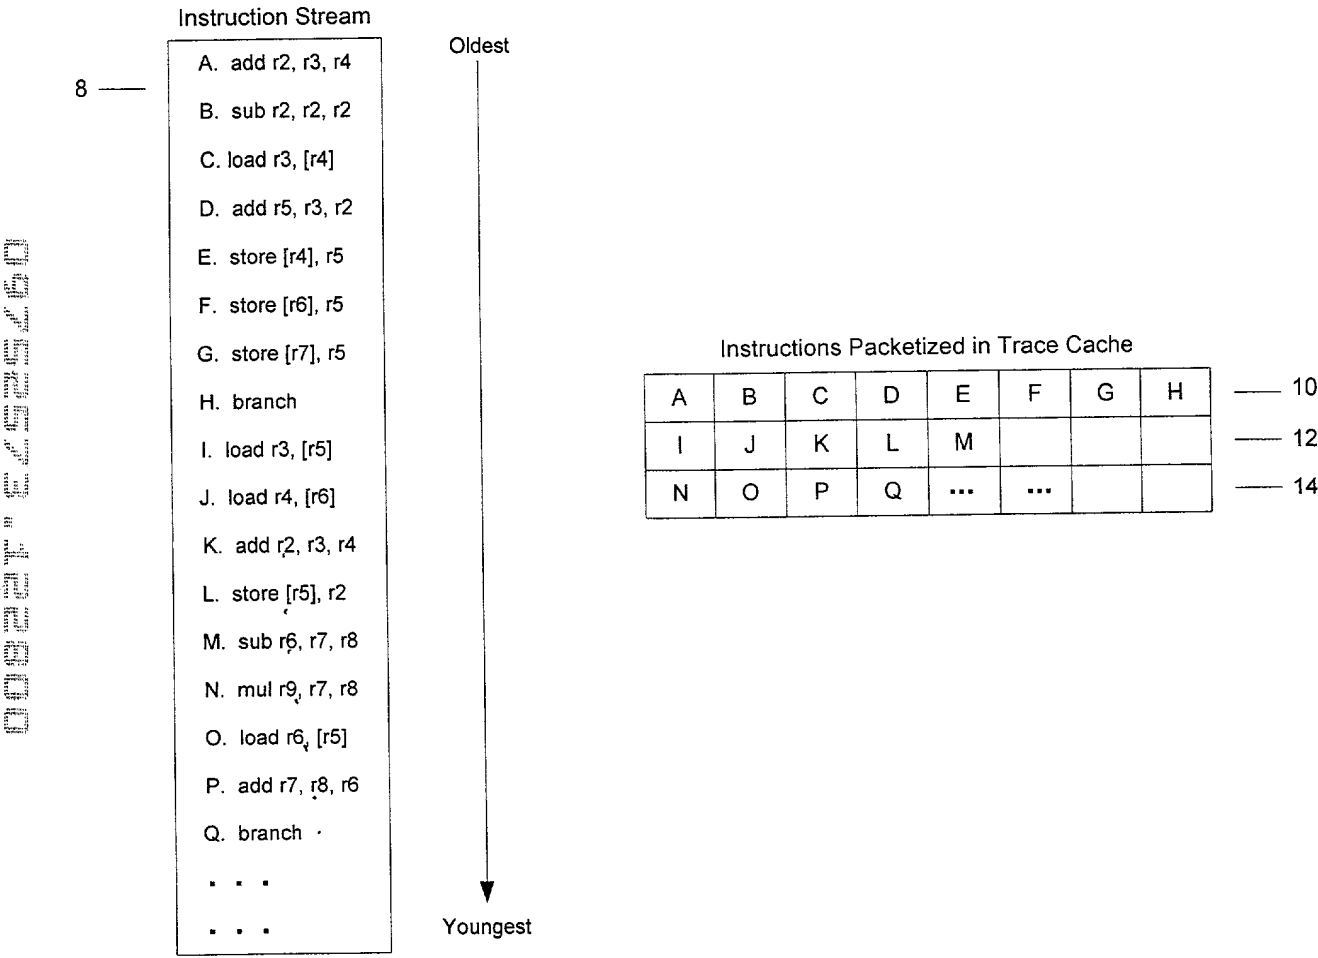 Instruction Stream
Oldest
8
A. add r2, r3, r4
B. sub r2, r2, r2
C. load r3, [r4]
D. add r5, r3, r2
E. store [r4], r5
F. store [r6], r5
G. store [r7], r5
H. branch
I. load r3, [r5]
J. load r4, [r6]
K. add r2, r3, r4
L. store [r5], r2
M. sub r6, r7, r8
N. mul r9, r7, r8
O. load r6, [r5]
P. add r7, r8, r6
Q. branch
. . .
. . .
Youngest
Instructions Packetized in Trace Cache
A B C D E F G H 10
I J K L M 12
N O P Q ... ... 14